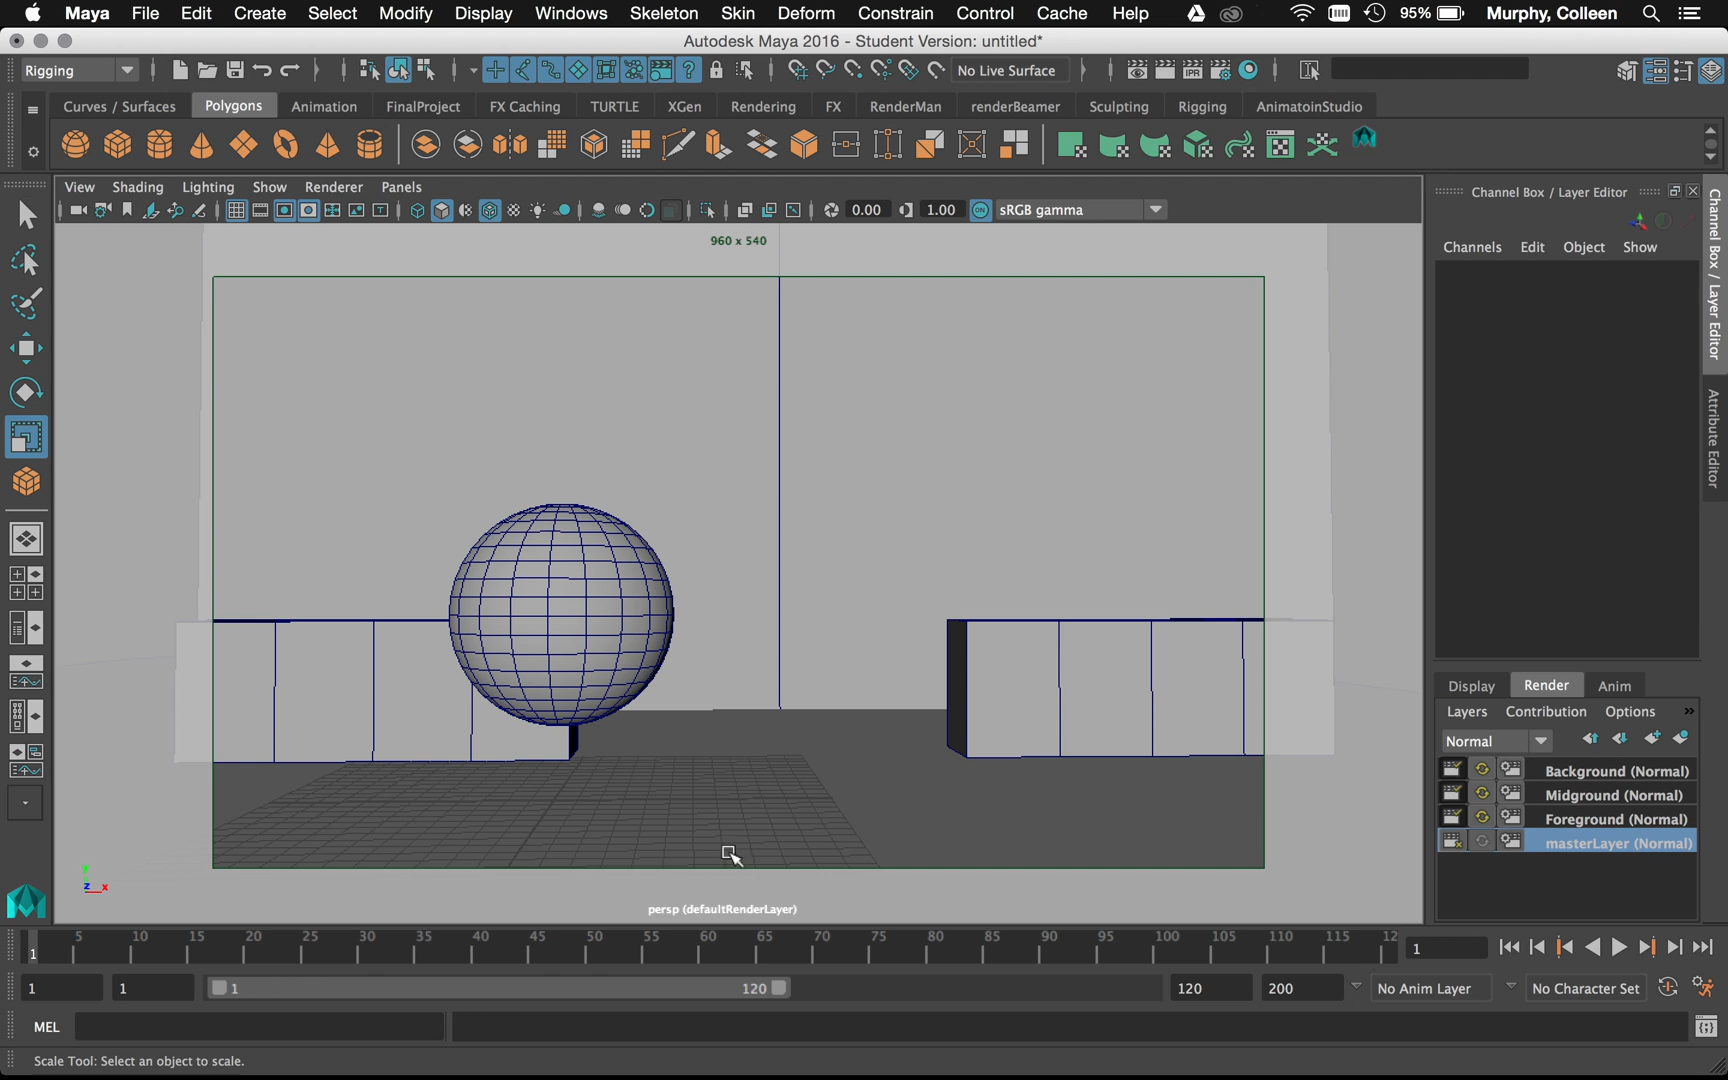 Maya File Edit Create Select Modify Display Windows Skeleton Skin Deform Constrain Control Cache Help 95% Murphy, Colleen
Autodesk Maya 2016 - Student Version: untitled*
Rigging No Live Surface IPR
Curves / Surfaces Polygons Animation FinalProject FX Caching TURTLE XGen Rendering FX RenderMan renderBeamer Sculpting Rigging AnimatoinStudio
View Shading Lighting Show Renderer Panels
0.00 1.00 ON sRGB gamma
960 x 540
persp (defaultRenderLayer)
y
z x
Channel Box / Layer Editor
Channels Edit Object Show
Channel Box / Layer Editor
Attribute Editor
Display Render Anim
Layers Contribution Options »
Normal
Background (Normal)
Midground (Normal)
Foreground (Normal)
masterLayer (Normal)
1 5 10 15 20 25 30 35 40 45 50 55 60 65 70 75 80 85 90 95 100 105 110 115 12 1
1 1 1 120 120 200 No Anim Layer No Character Set
MEL
Scale Tool: Select an object to scale.